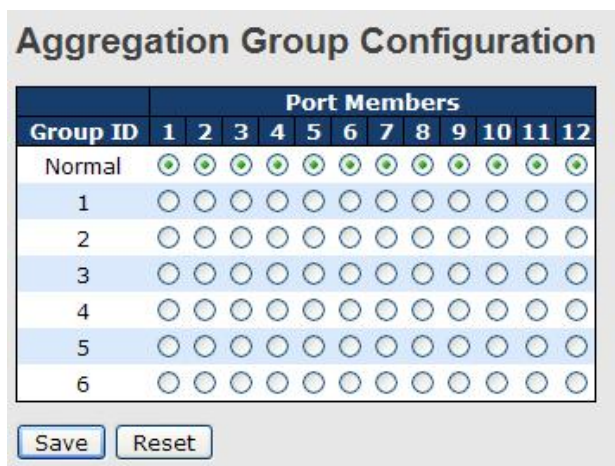 Aggregation Group Configuration
Port Members
Group ID 1 2 3 4 5 6 7 8 9 10 11 12
Normal
1
2
3
4
5
6
Save Reset